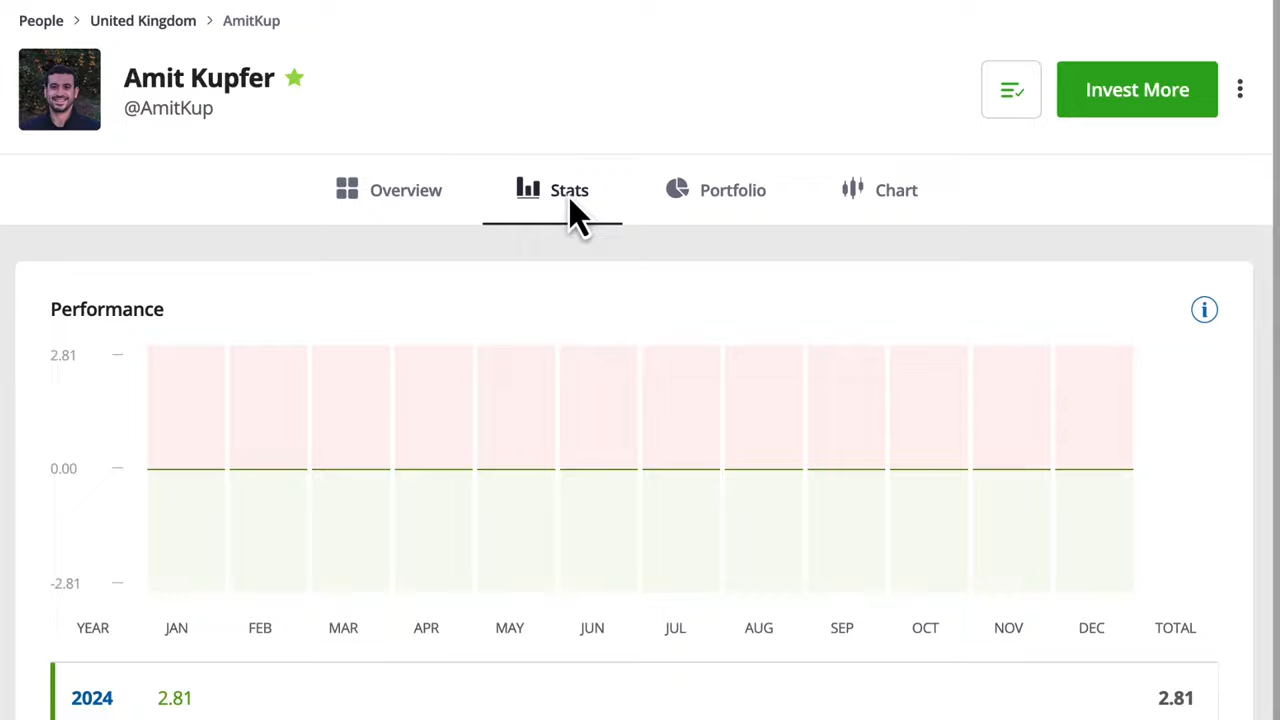 People > United Kingdom > AmitKup
Amit Kupfer
@AmitKup
Invest More
Overview
Stats
Portfolio
Chart
Performance
2.81
0.00
-2.81
YEAR JAN FEB MAR APR MAY JUN JUL AUG SEP OCT NOV DEC TOTAL
2024 2.81 2.81